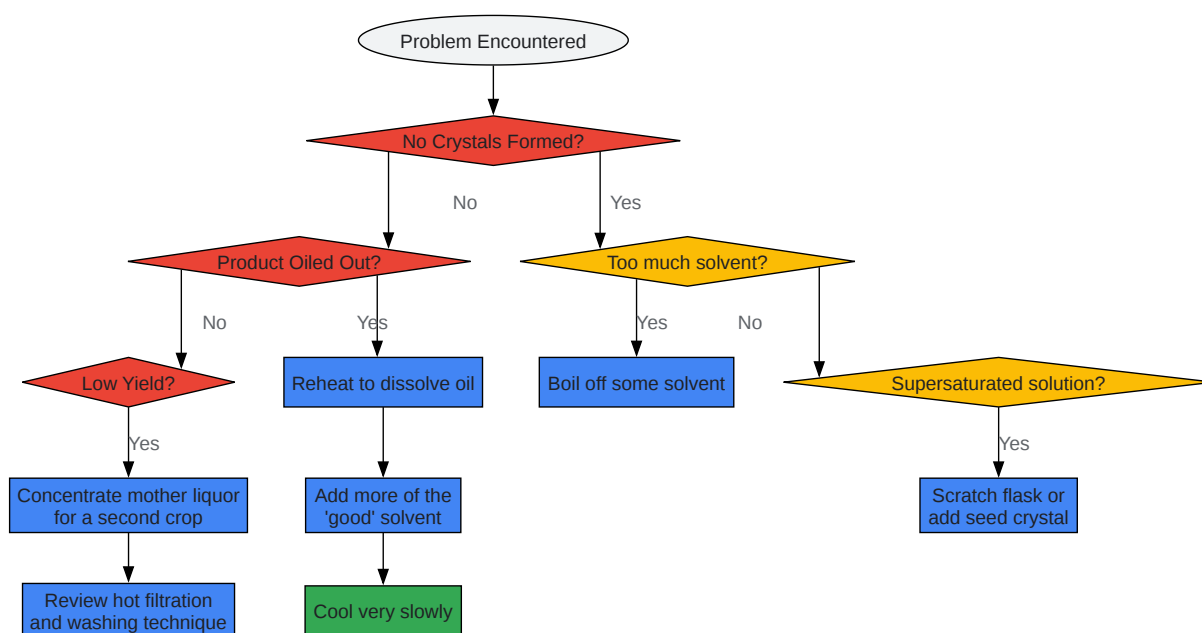 Problem Encountered
No Crystals Formed?
No
Yes
Product Oiled Out?
Too much solvent?
No
Yes
Yes
No
Low Yield?
Reheat to dissolve oil
Boil off some solvent
Supersaturated solution?
Yes
Yes
Concentrate mother liquor
for a second crop
Add more of the
'good' solvent
Scratch flask or
add seed crystal
Review hot filtration
and washing technique
Cool very slowly